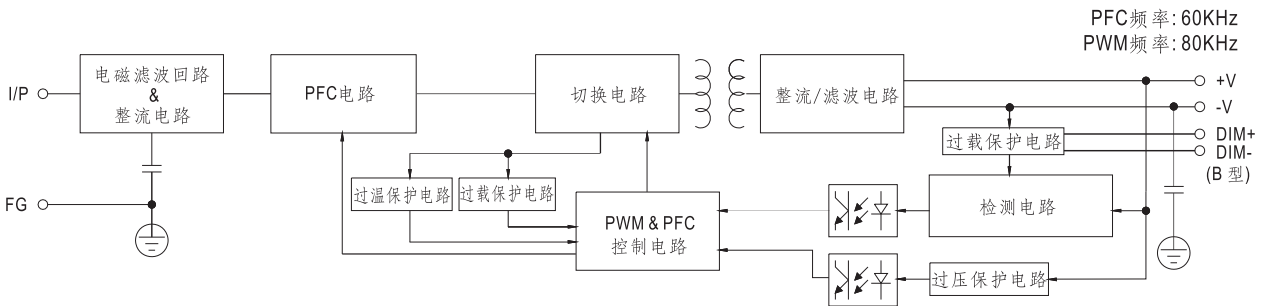 PFC频率: 60KHz
PWM频率: 80KHz
I/P
电磁滤波回路
&
整流电路
PFC电路
切换电路
整流/滤波电路
+V
-V
DIM+
DIM-
(B 型)
过载保护电路
过温保护电路
过载保护电路
FG
PWM & PFC
控制电路
检测电路
过压保护电路